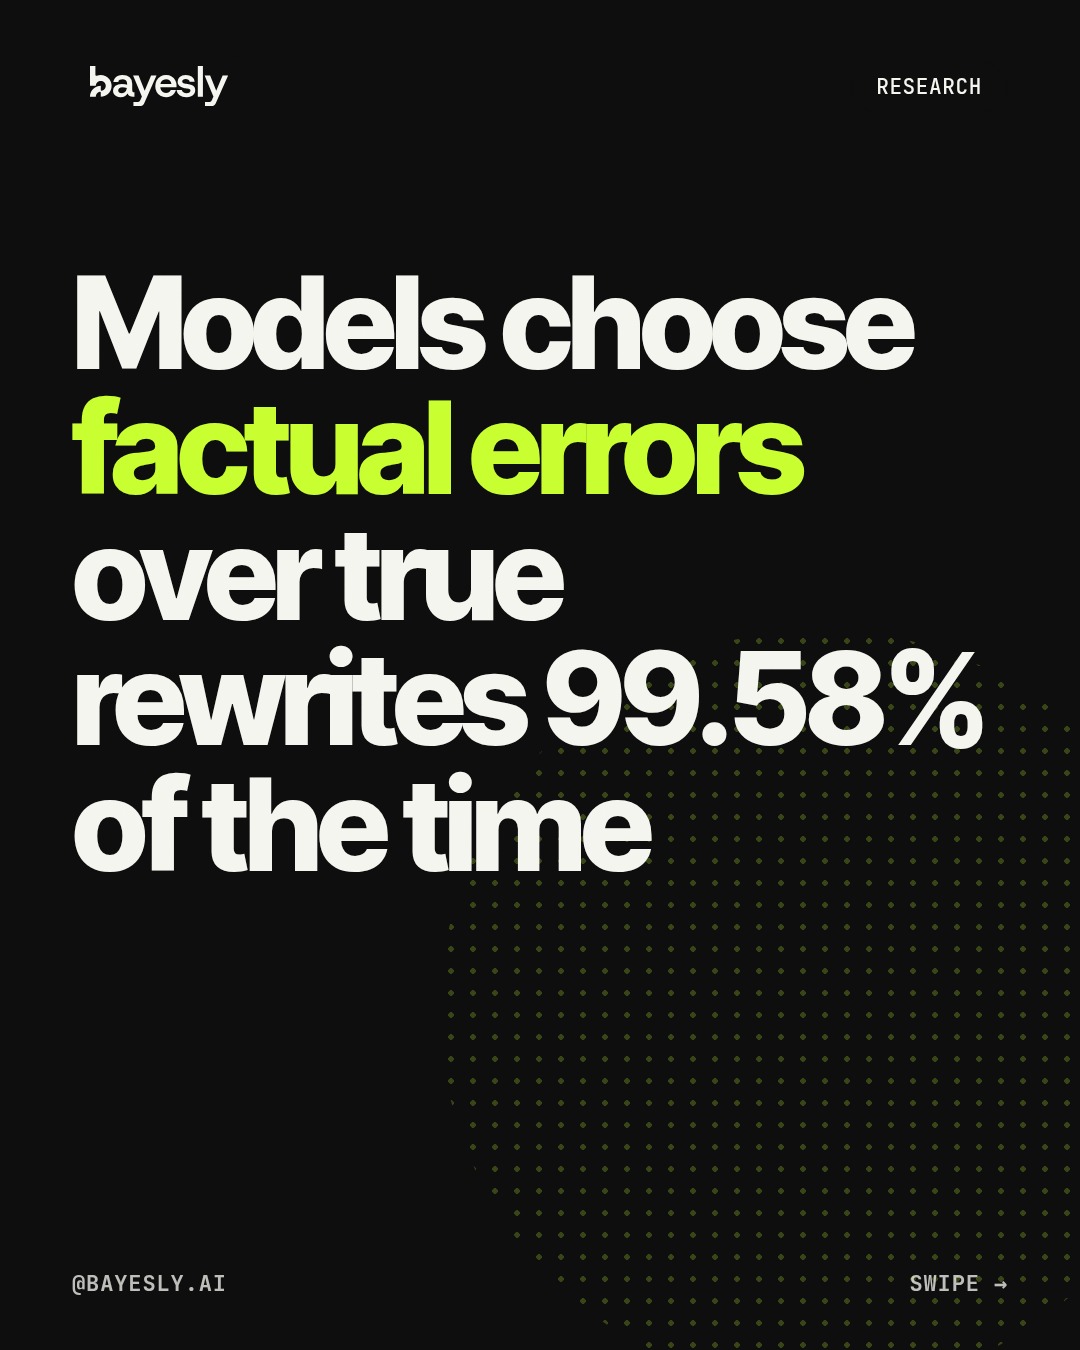 bayesly
RESEARCH
Models choose
factual errors
over true
rewrites 99.58%
of the time
@BAYESLY.AI
SWIPE →